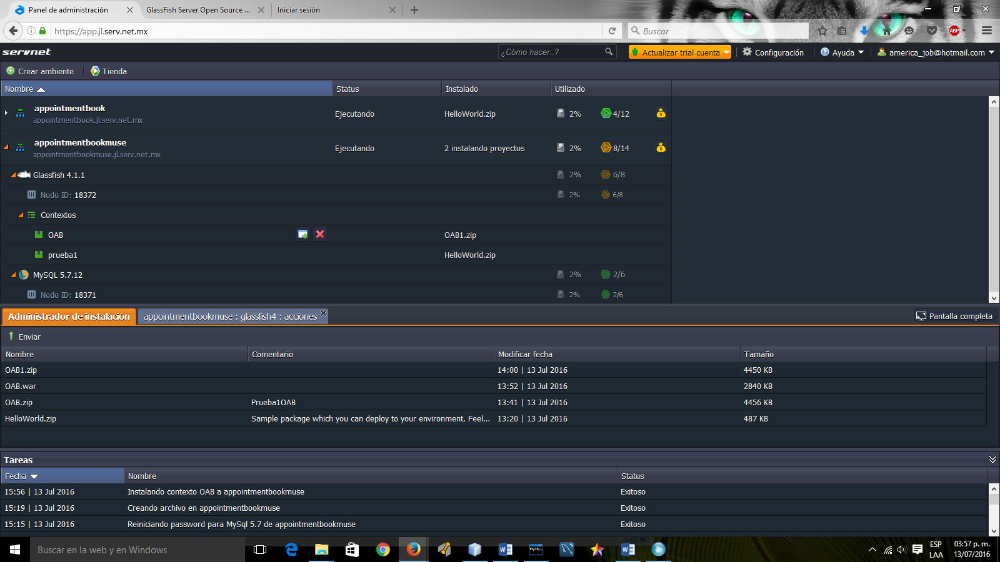 Panel de administración
GlassFish Server Open Source ...
Iniciar sesión
https://app.jl.serv.net.mx
Buscar
ABP
servnet
¿Cómo hacer..?
Actualizar trial cuenta
Configuración
Ayuda
america_job@hotmail.com
Crear ambiente
Tienda
Nombre Status Instalado Utilizado
appointmentbook
appointmentbook.jl.serv.net.mx
Ejecutando HelloWorld.zip 2% 4/12
appointmentbookmuse
appointmentbookmuse.jl.serv.net.mx
Ejecutando 2 instalando proyectos 2% 8/14
Glassfish 4.1.1 2% 6/8
Nodo ID: 18372 2% 6/8
Contextos
OAB OAB1.zip
prueba1 HelloWorld.zip
MySQL 5.7.12 2% 2/6
Nodo ID: 18371 2% 2/6
Administrador de instalación
appointmentbookmuse : glassfish4 : acciones
Pantalla completa
Enviar
Nombre Comentario Modificar fecha Tamaño
OAB1.zip 14:00 | 13 Jul 2016 4450 KB
OAB.war 13:52 | 13 Jul 2016 2840 KB
OAB.zip Prueba1OAB 13:41 | 13 Jul 2016 4456 KB
HelloWorld.zip Sample package which you can deploy to your environment. Feel... 13:20 | 13 Jul 2016 487 KB
Tareas
Fecha Nombre Status
15:56 | 13 Jul 2016 Instalando contexto OAB a appointmentbookmuse Exitoso
15:19 | 13 Jul 2016 Creando archivo en appointmentbookmuse Exitoso
15:15 | 13 Jul 2016 Reiniciando password para MySql 5.7 de appointmentbookmuse Exitoso
Buscar en la web y en Windows
ESP
LAA
03:57 p. m.
13/07/2016